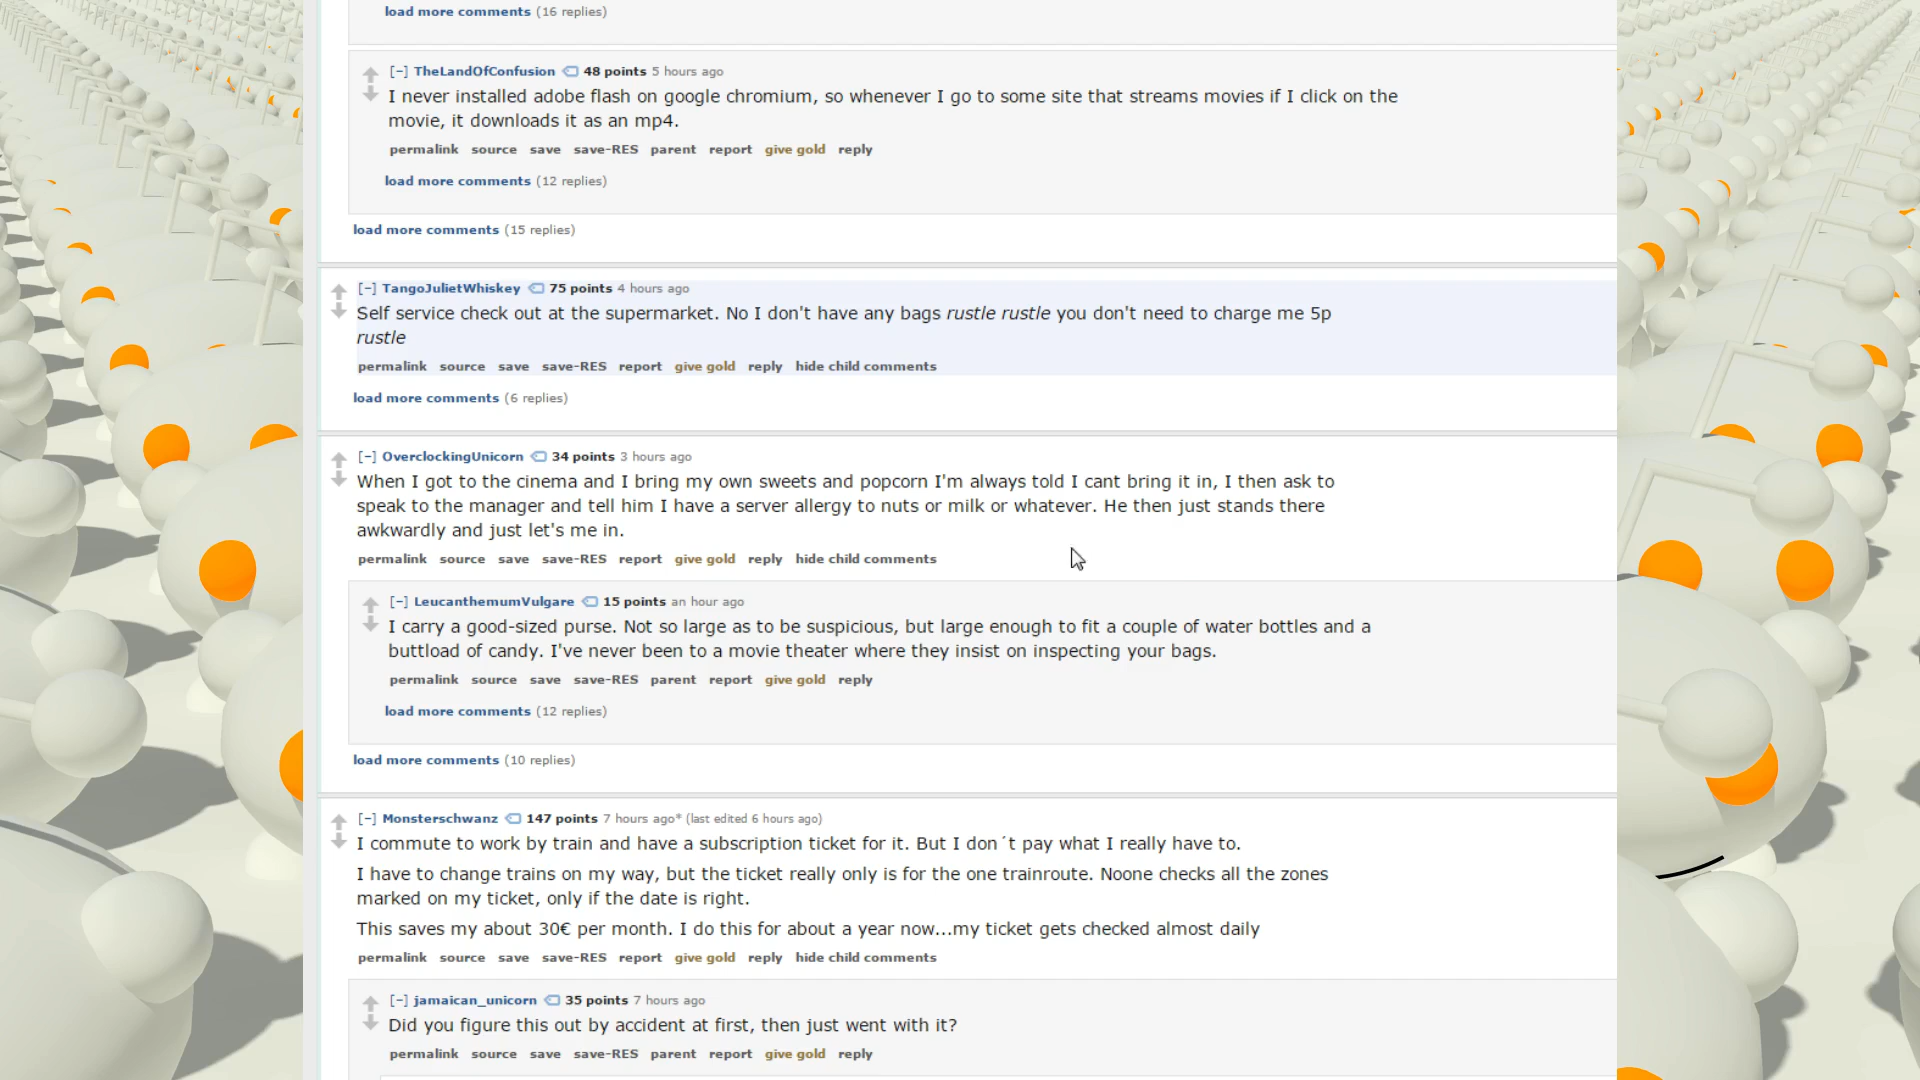 load more comments (16 replies)
[–] TheLandOfConfusion 48 points 5 hours ago
I never installed adobe flash on google chromium, so whenever I go to some site that streams movies if I click on the
movie, it downloads it as an mp4.
permalink source save save-RES parent report give gold reply
load more comments (12 replies)
load more comments (15 replies)
[–] TangoJulietWhiskey 75 points 4 hours ago
Self service check out at the supermarket. No I don't have any bags rustle rustle you don't need to charge me 5p
rustle
permalink source save save-RES report give gold reply hide child comments
load more comments (6 replies)
[–] OverclockingUnicorn 34 points 3 hours ago
When I got to the cinema and I bring my own sweets and popcorn I'm always told I cant bring it in, I then ask to
speak to the manager and tell him I have a server allergy to nuts or milk or whatever. He then just stands there
awkwardly and just let's me in.
permalink source save save-RES report give gold reply hide child comments
[–] LeucanthemumVulgare 15 points an hour ago
I carry a good-sized purse. Not so large as to be suspicious, but large enough to fit a couple of water bottles and a
buttload of candy. I've never been to a movie theater where they insist on inspecting your bags.
permalink source save save-RES parent report give gold reply
load more comments (12 replies)
load more comments (10 replies)
[–] Monsterschwanz 147 points 7 hours ago* (last edited 6 hours ago)
I commute to work by train and have a subscription ticket for it. But I don´t pay what I really have to.
I have to change trains on my way, but the ticket really only is for the one trainroute. Noone checks all the zones
marked on my ticket, only if the date is right.
This saves my about 30€ per month. I do this for about a year now...my ticket gets checked almost daily
permalink source save save-RES report give gold reply hide child comments
[–] jamaican_unicorn 35 points 7 hours ago
Did you figure this out by accident at first, then just went with it?
permalink source save save-RES parent report give gold reply